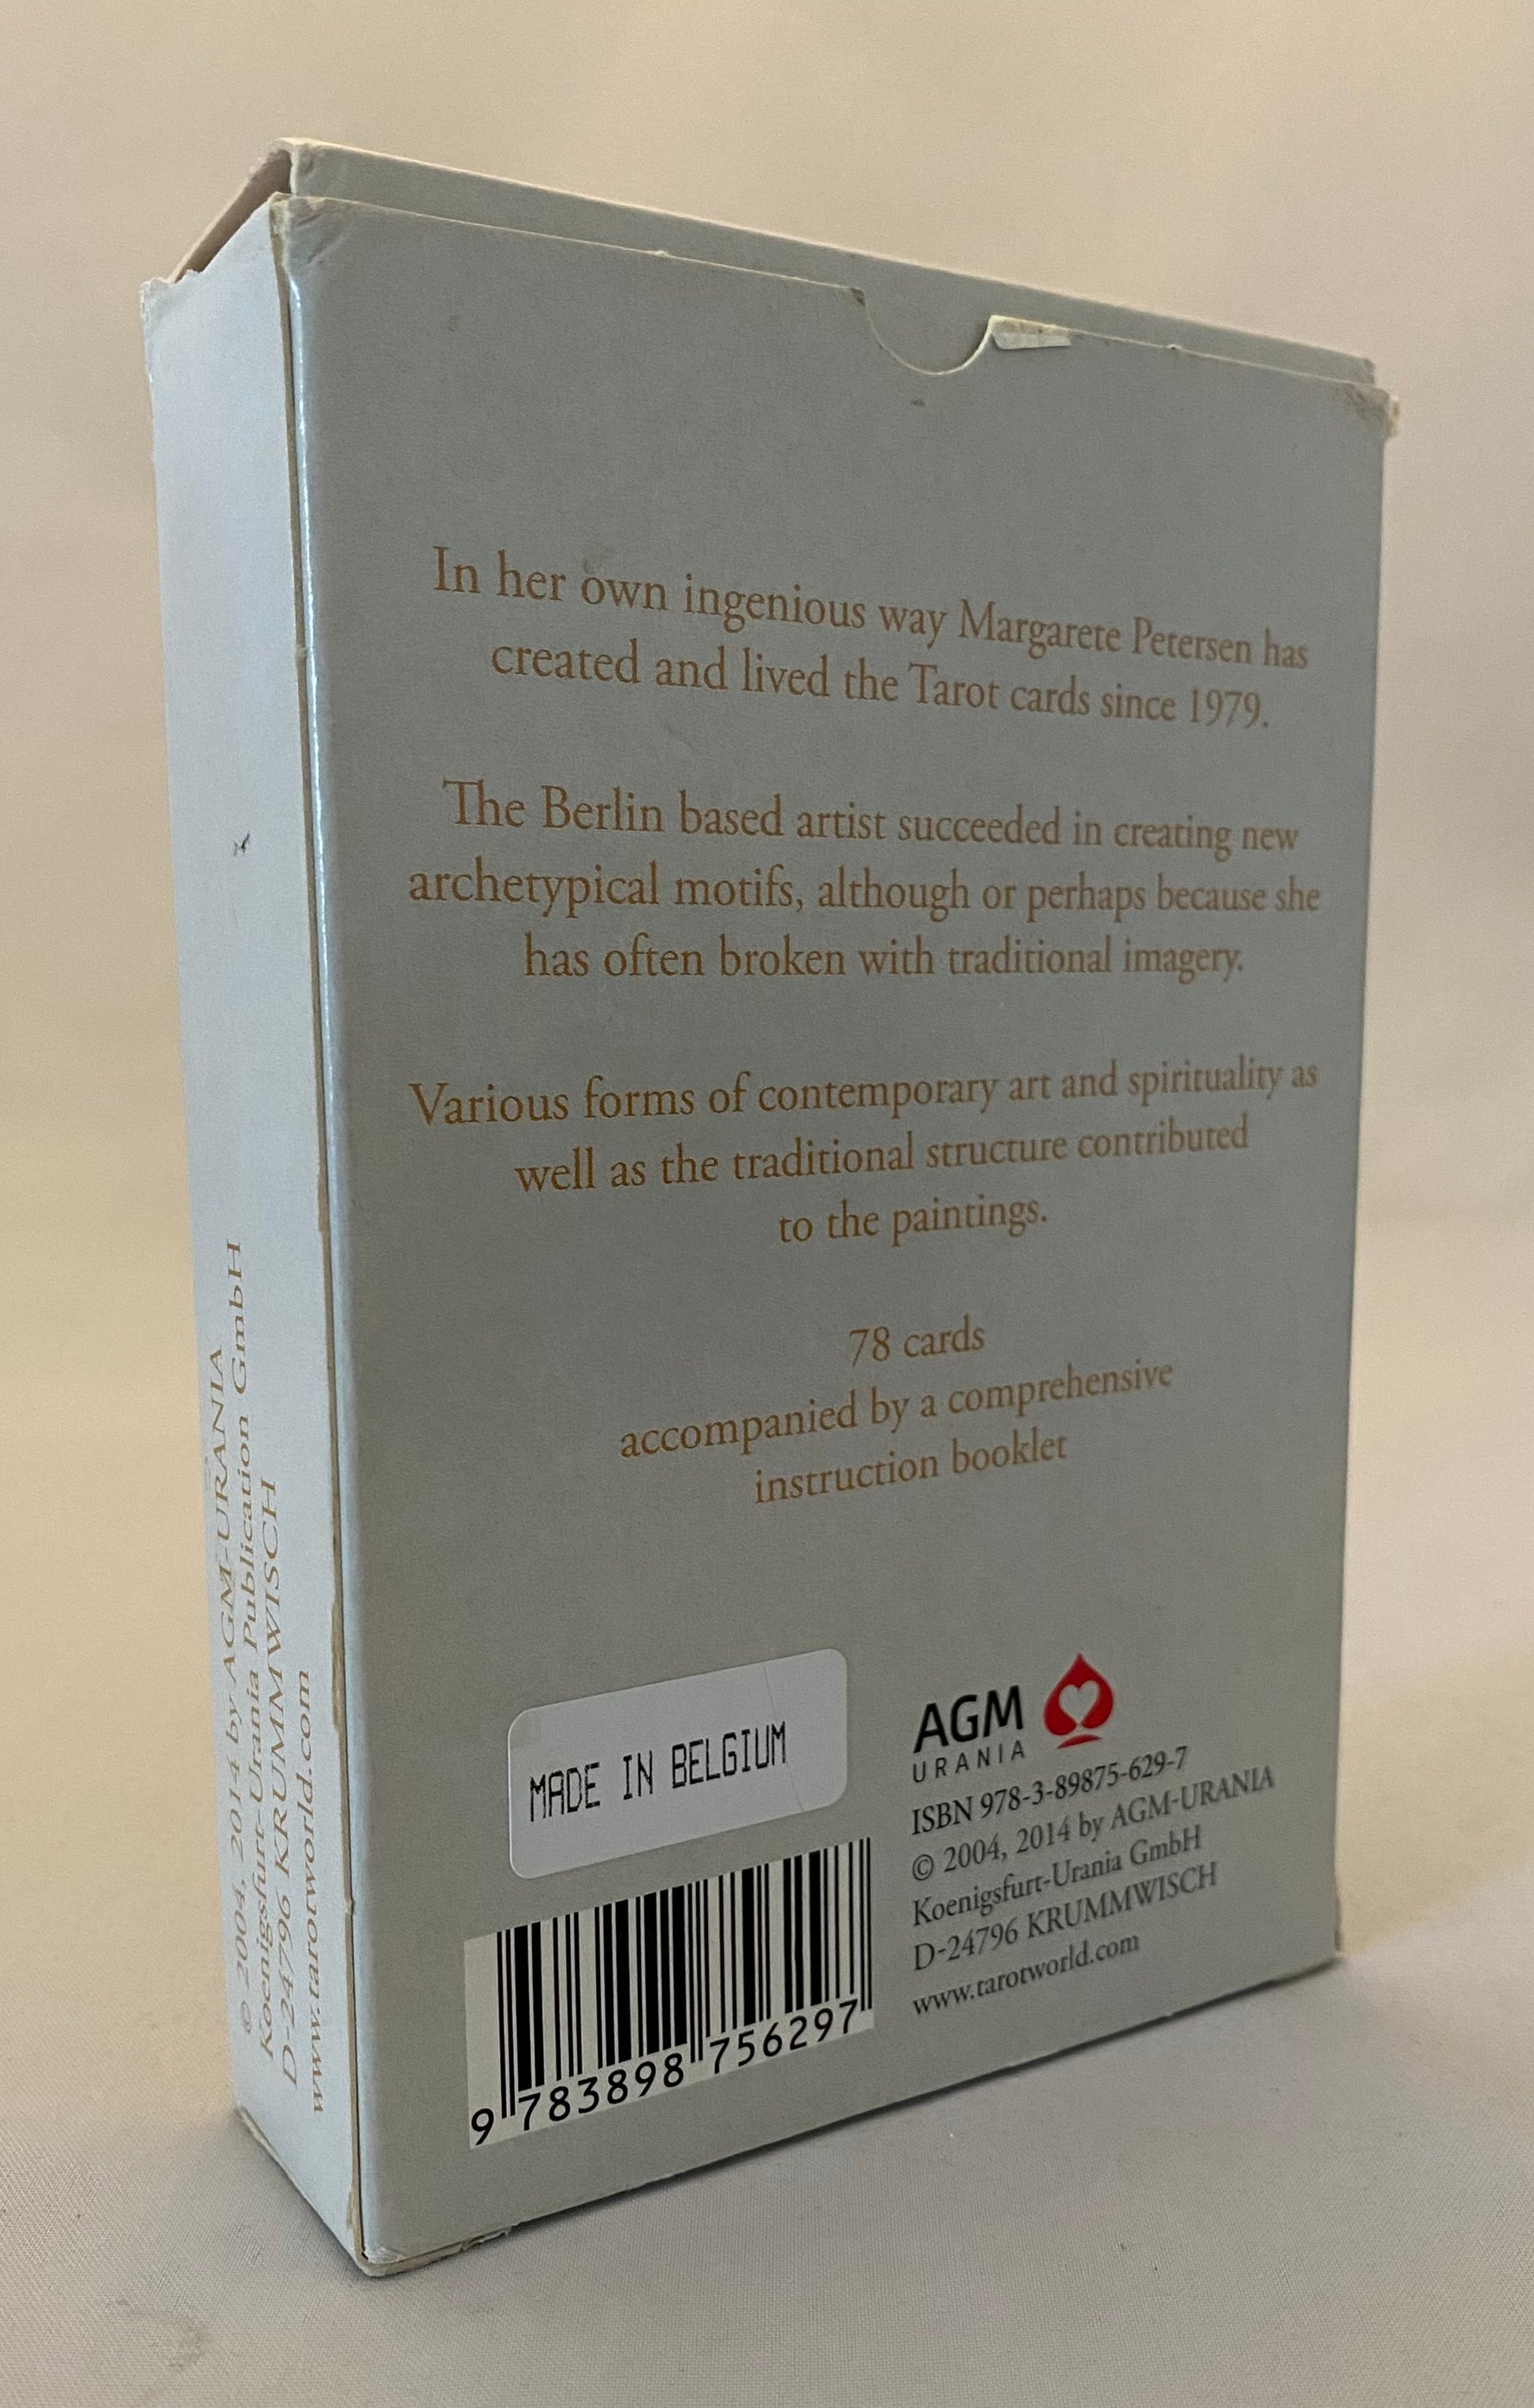 In her own ingenious way Margarete Petersen has
created and lived the Tarot cards since 1979.
The Berlin based artist succeeded in creating new
archetypical motifs, although or perhaps because she
has often broken with traditional imagery.
Various forms of contemporary art and spirituality as
well as the traditional structure contributed
to the paintings.
78 cards
accompanied by a comprehensive
instruction booklet
MADE IN BELGIUM
9 783898 756297
AGM
URANIA
ISBN 978-3-89875-629-7
© 2004, 2014 by AGM-URANIA
Koenigsfurt-Urania GmbH
D-24796 KRUMMWISCH
www.tarotworld.com
© 2004, 2014 by AGM-URANIA
Koenigsfurt-Urania Publication GmbH
D-24796 KRUMMWISCH
www.tarotworld.com